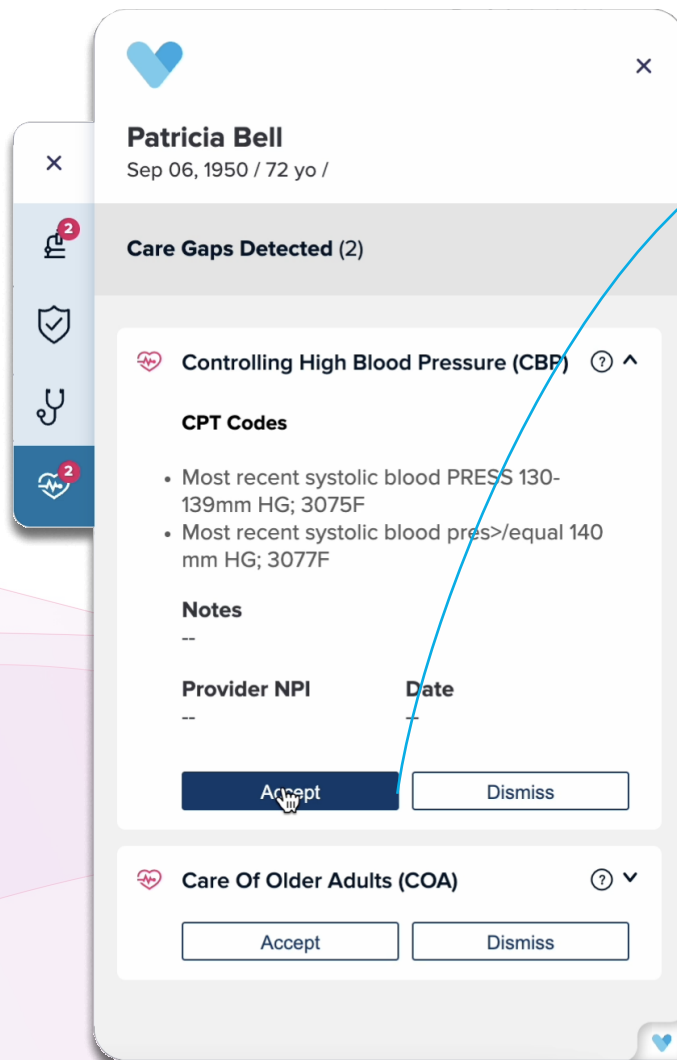 Patricia Bell
Sep 06, 1950 / 72 yo /
2
Care Gaps Detected (2)
Controlling High Blood Pressure (CBP) ?
CPT Codes
• Most recent systolic blood PRESS 130-
139mm HG; 3075F
• Most recent systolic blood pres>/equal 140
mm HG; 3077F
2
Notes
--
Provider NPI Date
-- --
Accept Dismiss
Care Of Older Adults (COA) ?
Accept Dismiss